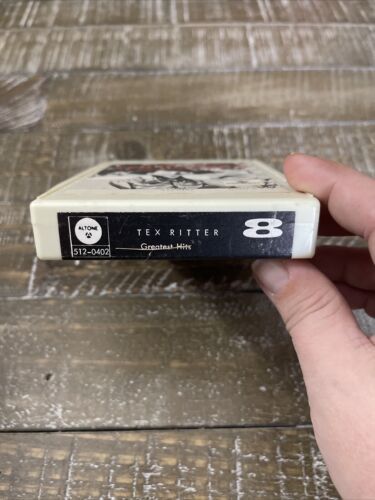 ALTONE
512-0402
TEX RITTER
Greatest Hits
8